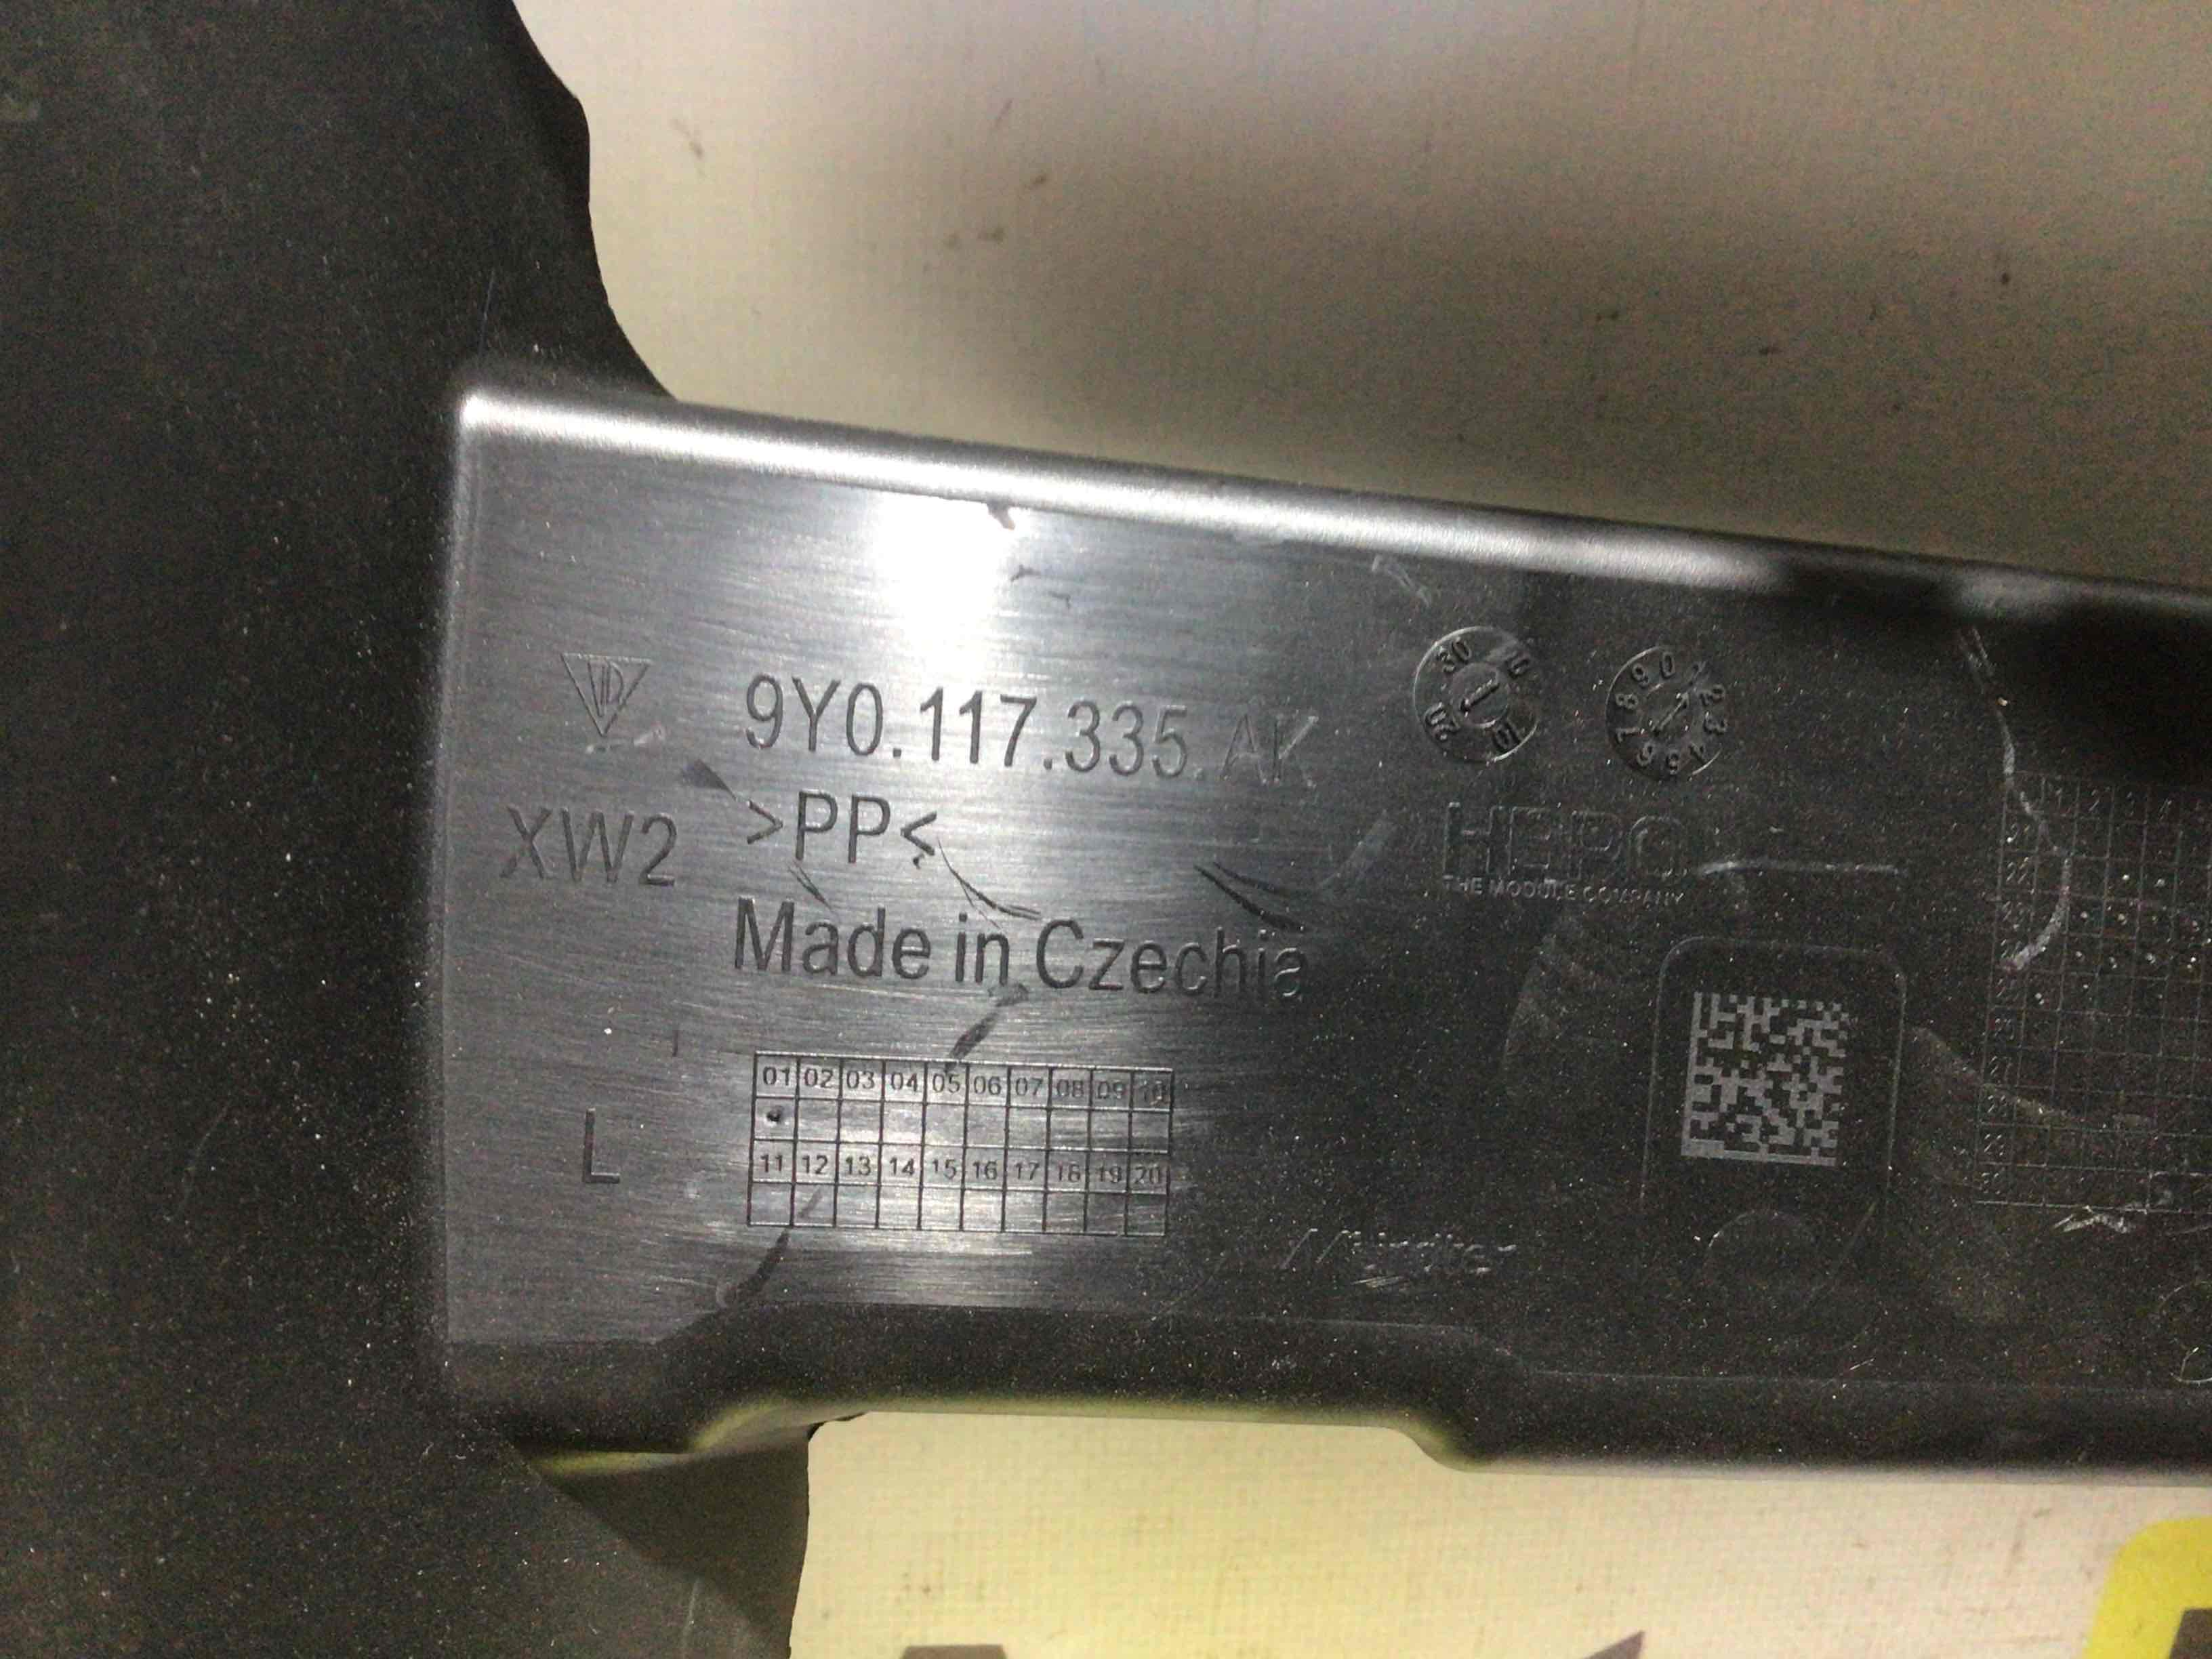 9Y0.117.335.AK
>PP<
XW2
Made in Czechia
THE MODULE COMPANY
01 02 03 04 05 06 07 08 09 10
L
11 12 13 14 15 16 17 18 19 20